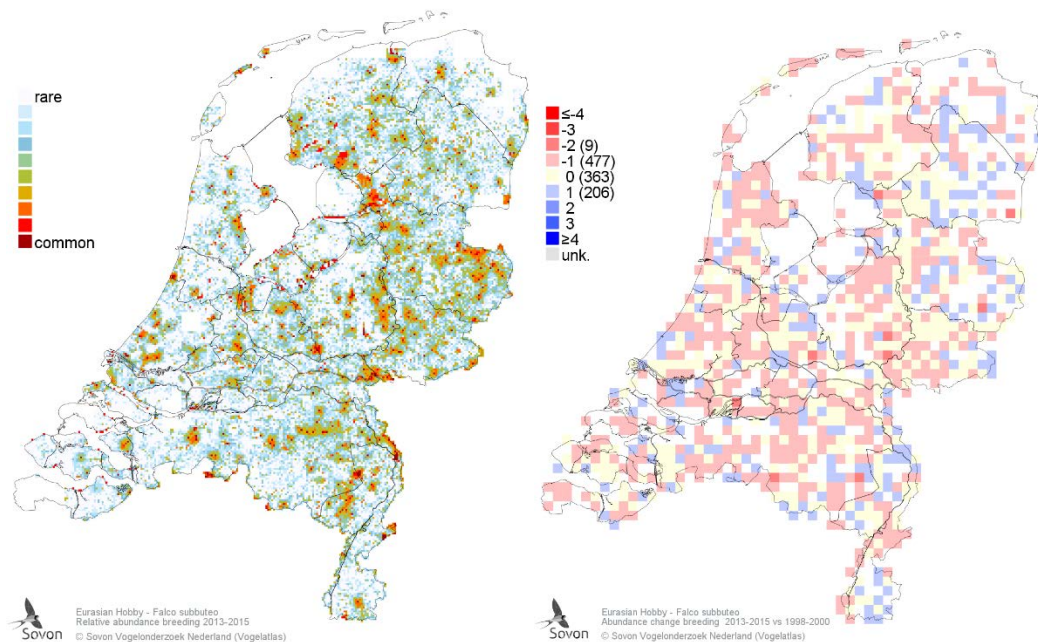 rare
common
≤-4
-3
-2 (9)
-1 (477)
0 (363)
1 (206)
2
3
≥4
unk.
Sovon
Eurasian Hobby - Falco subbuteo
Relative abundance breeding 2013-2015
© Sovon Vogelonderzoek Nederland (Vogelatlas)
Sovon
Eurasian Hobby - Falco subbuteo
Abundance change breeding 2013-2015 vs 1998-2000
© Sovon Vogelonderzoek Nederland (Vogelatlas)